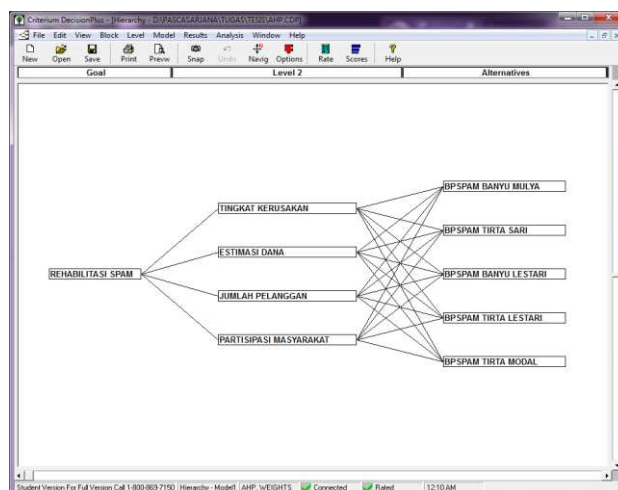 Criterium DecisionPlus - [Hierarchy - D:\PASCASARJANA\TUGAS\TESIS\AHP.CDP]
File Edit View Block Level Model Results Analysis Window Help
New Open Save Print Prevw Snap Undo Navig Options Rate Scores Help
Goal Level 2 Alternatives
BPSPAM BANYU MULYA
TINGKAT KERUSAKAN
BPSPAM TIRTA SARI
ESTIMASI DANA
REHABILITASI SPAM
BPSPAM BANYU LESTARI
JUMLAH PELANGGAN
BPSPAM TIRTA LESTARI
PARTISIPASI MASYARAKAT
BPSPAM TIRTA MODAL
Student Version For Full Version Call 1-800-869-7150 Hierarchy - Model1 AHP, WEIGHTS Connected Rated 12:10 AM